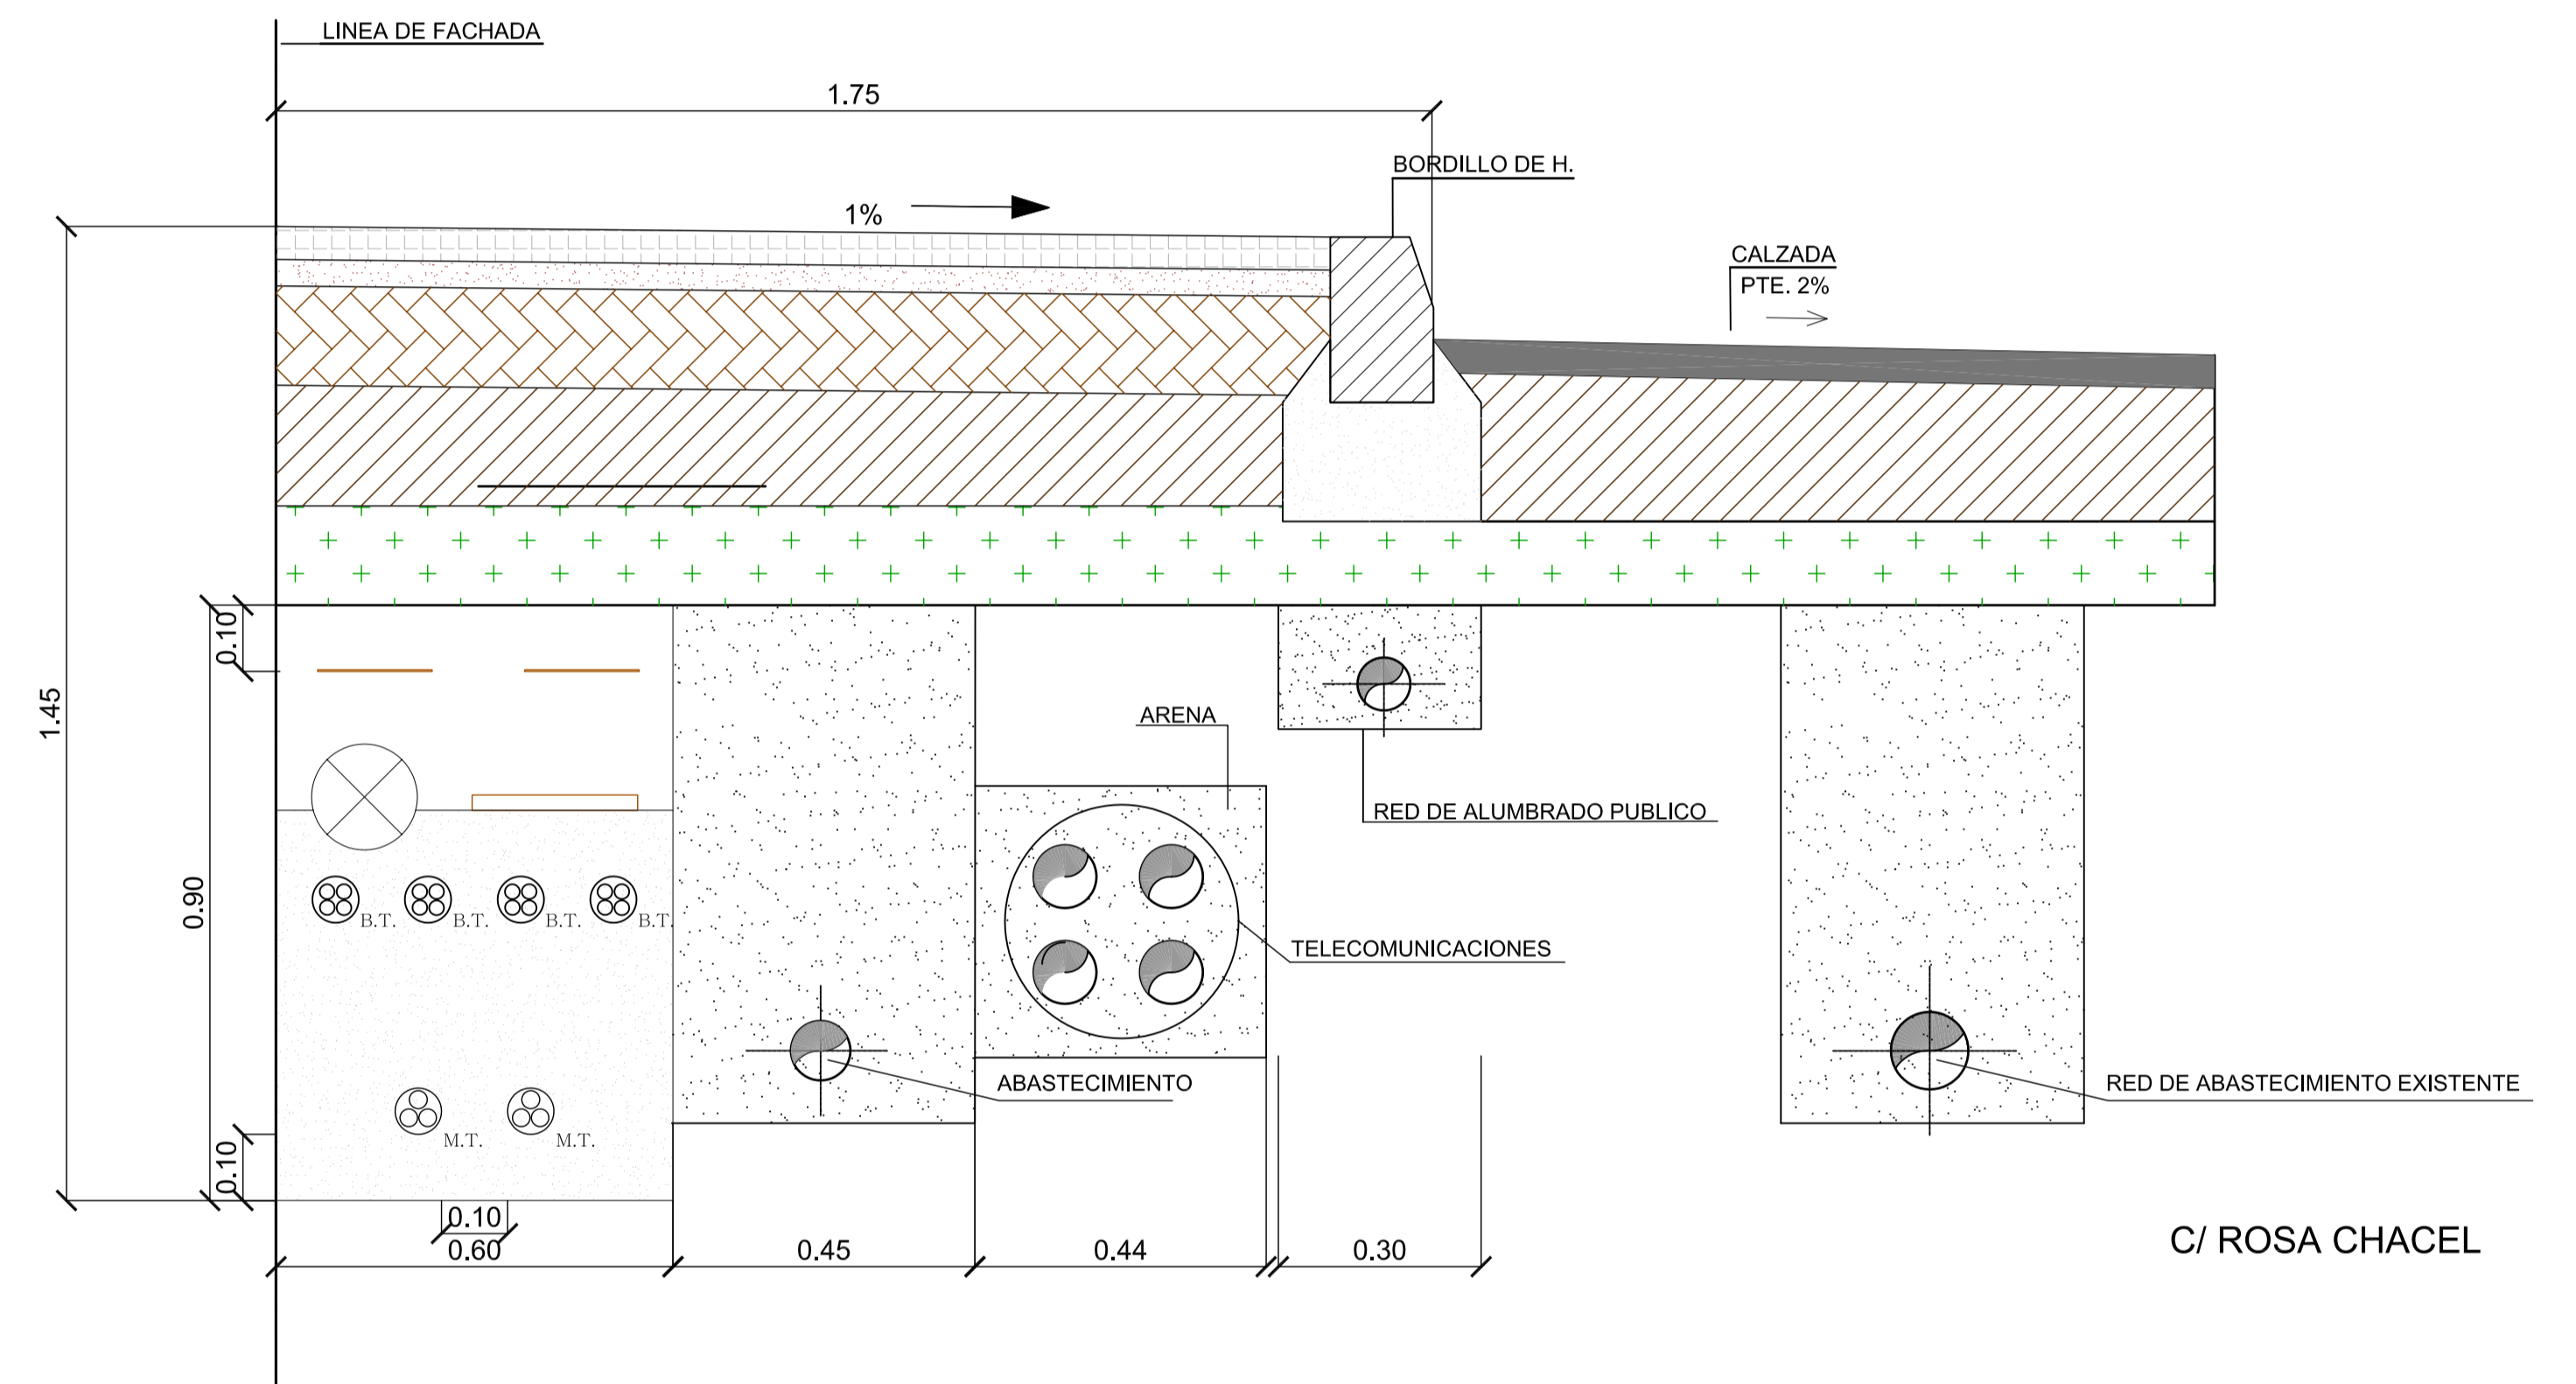 LINEA DE FACHADA
1.75
BORDILLO DE H.
1%
CALZADA
PTE. 2%
0.10
1.45
ARENA
RED DE ALUMBRADO PUBLICO
0.90
B.T.
B.T.
B.T.
B.T.
TELECOMUNICACIONES
ABASTECIMIENTO
RED DE ABASTECIMIENTO EXISTENTE
M.T.
M.T.
0.10
0.10
0.60
0.45
0.44
0.30
C/ ROSA CHACEL